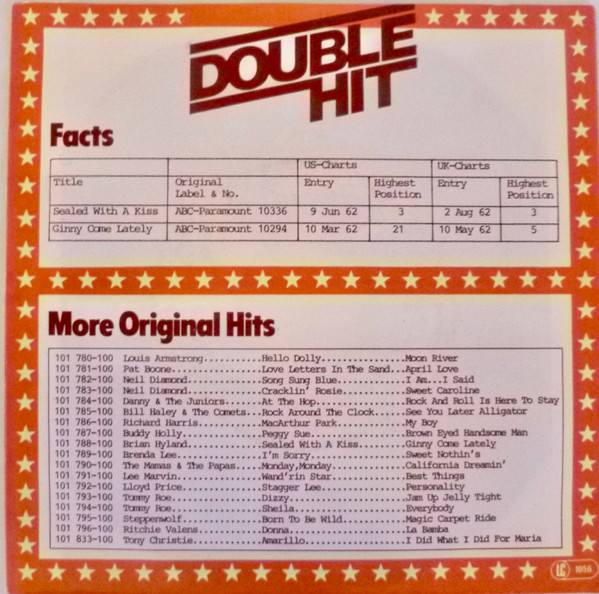 DOUBLE
HIT
Facts
US-Charts UK-Charts
Title Original Label & No. Entry Highest Position Entry Highest Position
Sealed With A Kiss ABC-Paramount 10336 9 Jun 62 3 2 Aug 62 3
Ginny Come Lately ABC-Paramount 10294 10 Mar 62 21 10 May 62 5
More Original Hits
101 780-100 Louis Armstrong..........Hello Dolly..............Moon River
101 781-100 Pat Boone................Love Letters In The Sand...April Love
101 782-100 Neil Diamond.............Song Sung Blue...........I Am...I Said
101 783-100 Neil Diamond.............Cracklin' Rosie..........Sweet Caroline
101 784-100 Danny & The Juniors......At The Hop...............Rock And Roll Is Here To Stay
101 785-100 Bill Haley & The Comets..Rock Around The Clock....See You Later Alligator
101 786-100 Richard Harris...........MacArthur Park...........My Boy
101 787-100 Buddy Holly..............Peggy Sue................Brown Eyed Handsome Man
101 788-100 Brian Hyland.............Sealed With A Kiss.......Ginny Come Lately
101 789-100 Brenda Lee...............I'm Sorry................Sweet Nothin's
101 790-100 The Mamas & The Papas....Monday,Monday............California Dreamin'
101 791-100 Lee Marvin...............Wand'rin Star............Best Things
101 792-100 Lloyd Price..............Stagger Lee..............Personality
101 793-100 Tommy Roe................Dizzy....................Jam Up Jelly Tight
101 794-100 Tommy Roe................Sheila...................Everybody
101 795-100 Steppenwolf..............Born To Be Wild..........Magic Carpet Ride
101 796-100 Ritchie Valens...........Donna....................La Bamba
101 833-100 Tony Christie............Amarillo.................I Did What I Did For Maria
LC 1056